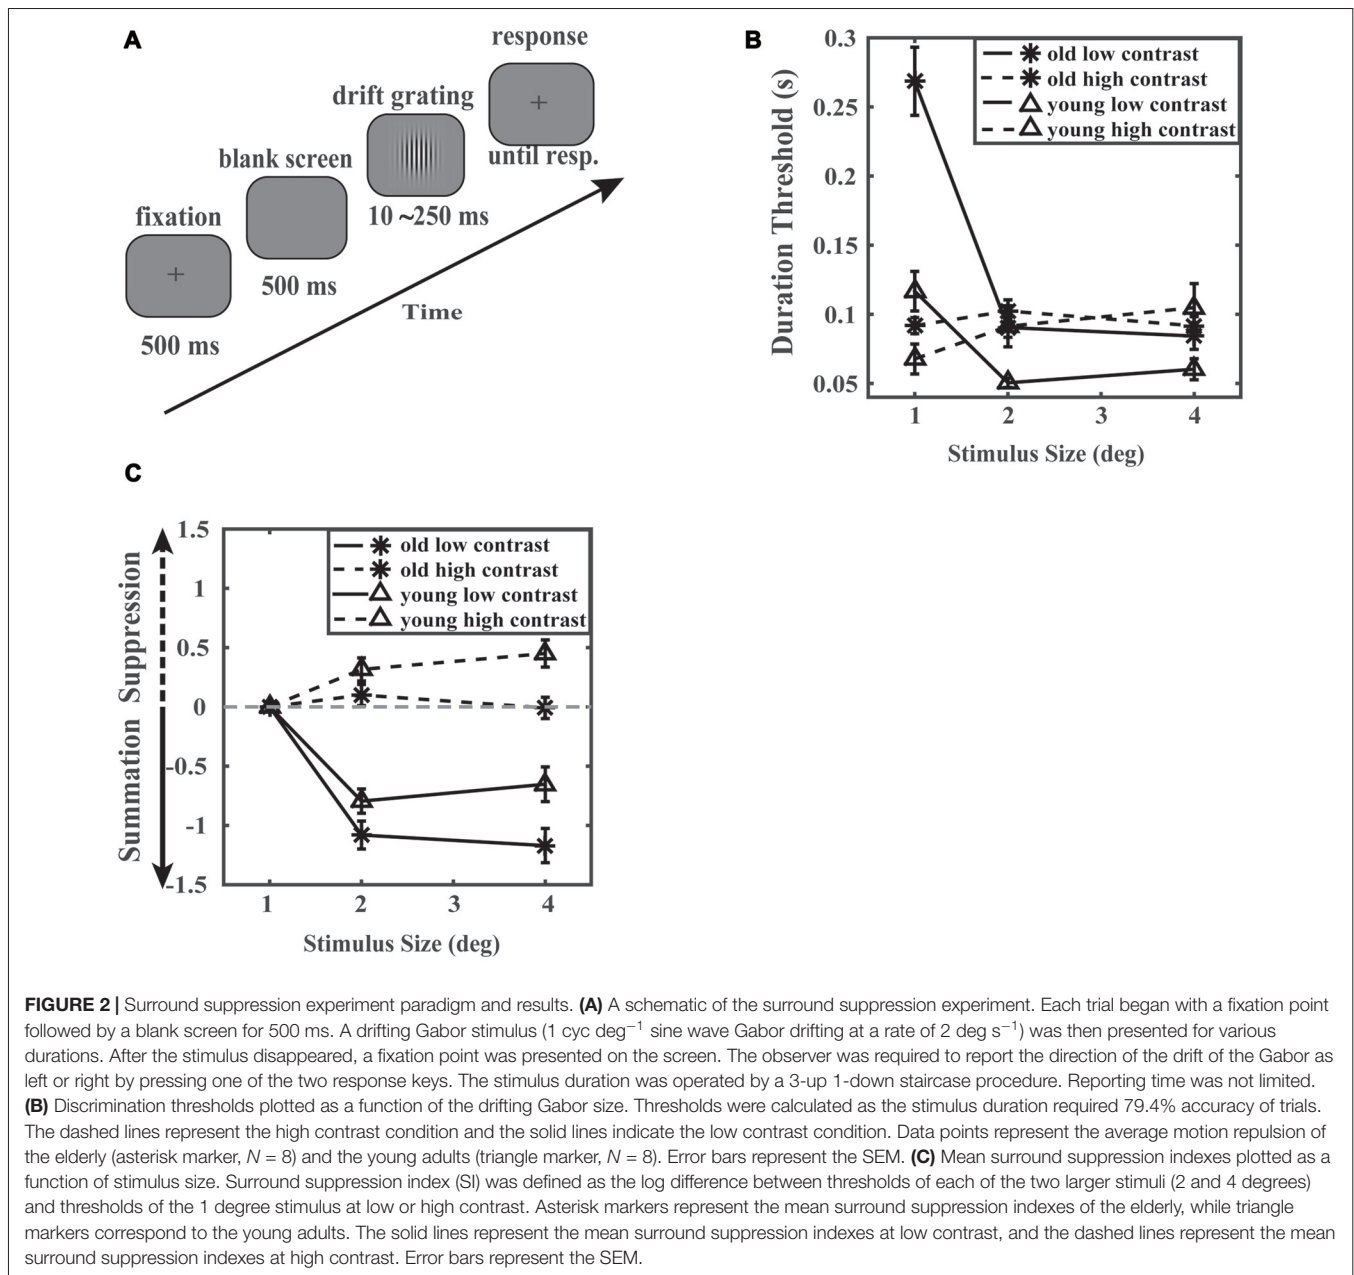 A
fixation
500 ms
blank screen
500 ms
drift grating
10 ~250 ms
response
until resp.
Time
B
0.3
0.25
0.2
0.15
0.1
0.05
Duration Threshold (s)
old low contrast
old high contrast
young low contrast
young high contrast
1
2
3
4
Stimulus Size (deg)
C
1.5
1
0.5
0
-0.5
-1
-1.5
Summation Suppression
old low contrast
old high contrast
young low contrast
young high contrast
1
2
3
4
Stimulus Size (deg)
FIGURE 2 | Surround suppression experiment paradigm and results. (A) A schematic of the surround suppression experiment. Each trial began with a fixation point
followed by a blank screen for 500 ms. A drifting Gabor stimulus (1 cyc deg⁻¹ sine wave Gabor drifting at a rate of 2 deg s⁻¹) was then presented for various
durations. After the stimulus disappeared, a fixation point was presented on the screen. The observer was required to report the direction of the drift of the Gabor as
left or right by pressing one of the two response keys. The stimulus duration was operated by a 3-up 1-down staircase procedure. Reporting time was not limited.
(B) Discrimination thresholds plotted as a function of the drifting Gabor size. Thresholds were calculated as the stimulus duration required 79.4% accuracy of trials.
The dashed lines represent the high contrast condition and the solid lines indicate the low contrast condition. Data points represent the average motion repulsion of
the elderly (asterisk marker, N = 8) and the young adults (triangle marker, N = 8). Error bars represent the SEM. (C) Mean surround suppression indexes plotted as a
function of stimulus size. Surround suppression index (SI) was defined as the log difference between thresholds of each of the two larger stimuli (2 and 4 degrees)
and thresholds of the 1 degree stimulus at low or high contrast. Asterisk markers represent the mean surround suppression indexes of the elderly, while triangle
markers correspond to the young adults. The solid lines represent the mean surround suppression indexes at low contrast, and the dashed lines represent the mean
surround suppression indexes at high contrast. Error bars represent the SEM.